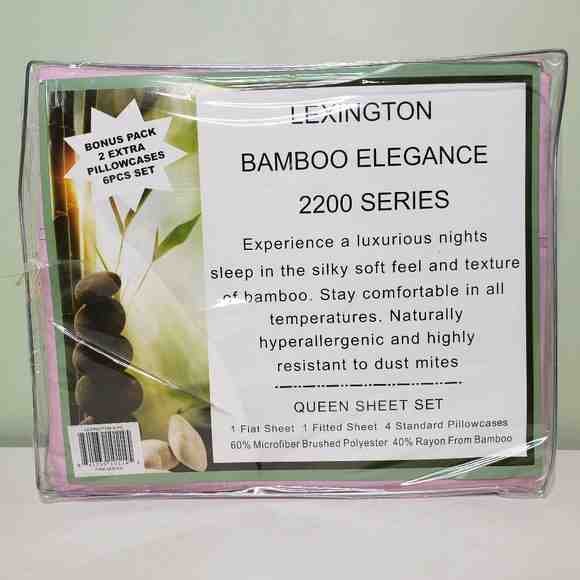 BONUS PACK
2 EXTRA
PILLOWCASES
6PCS SET
LEXINGTON
BAMBOO ELEGANCE
2200 SERIES
Experience a luxurious nights
sleep in the silky soft feel and texture
of bamboo. Stay comfortable in all
temperatures. Naturally
hyperallergenic and highly
resistant to dust mites
QUEEN SHEET SET
1 Flat Sheet 1 Fitted Sheet 4 Standard Pillowcases
60% Microfiber Brushed Polyester 40% Rayon From Bamboo